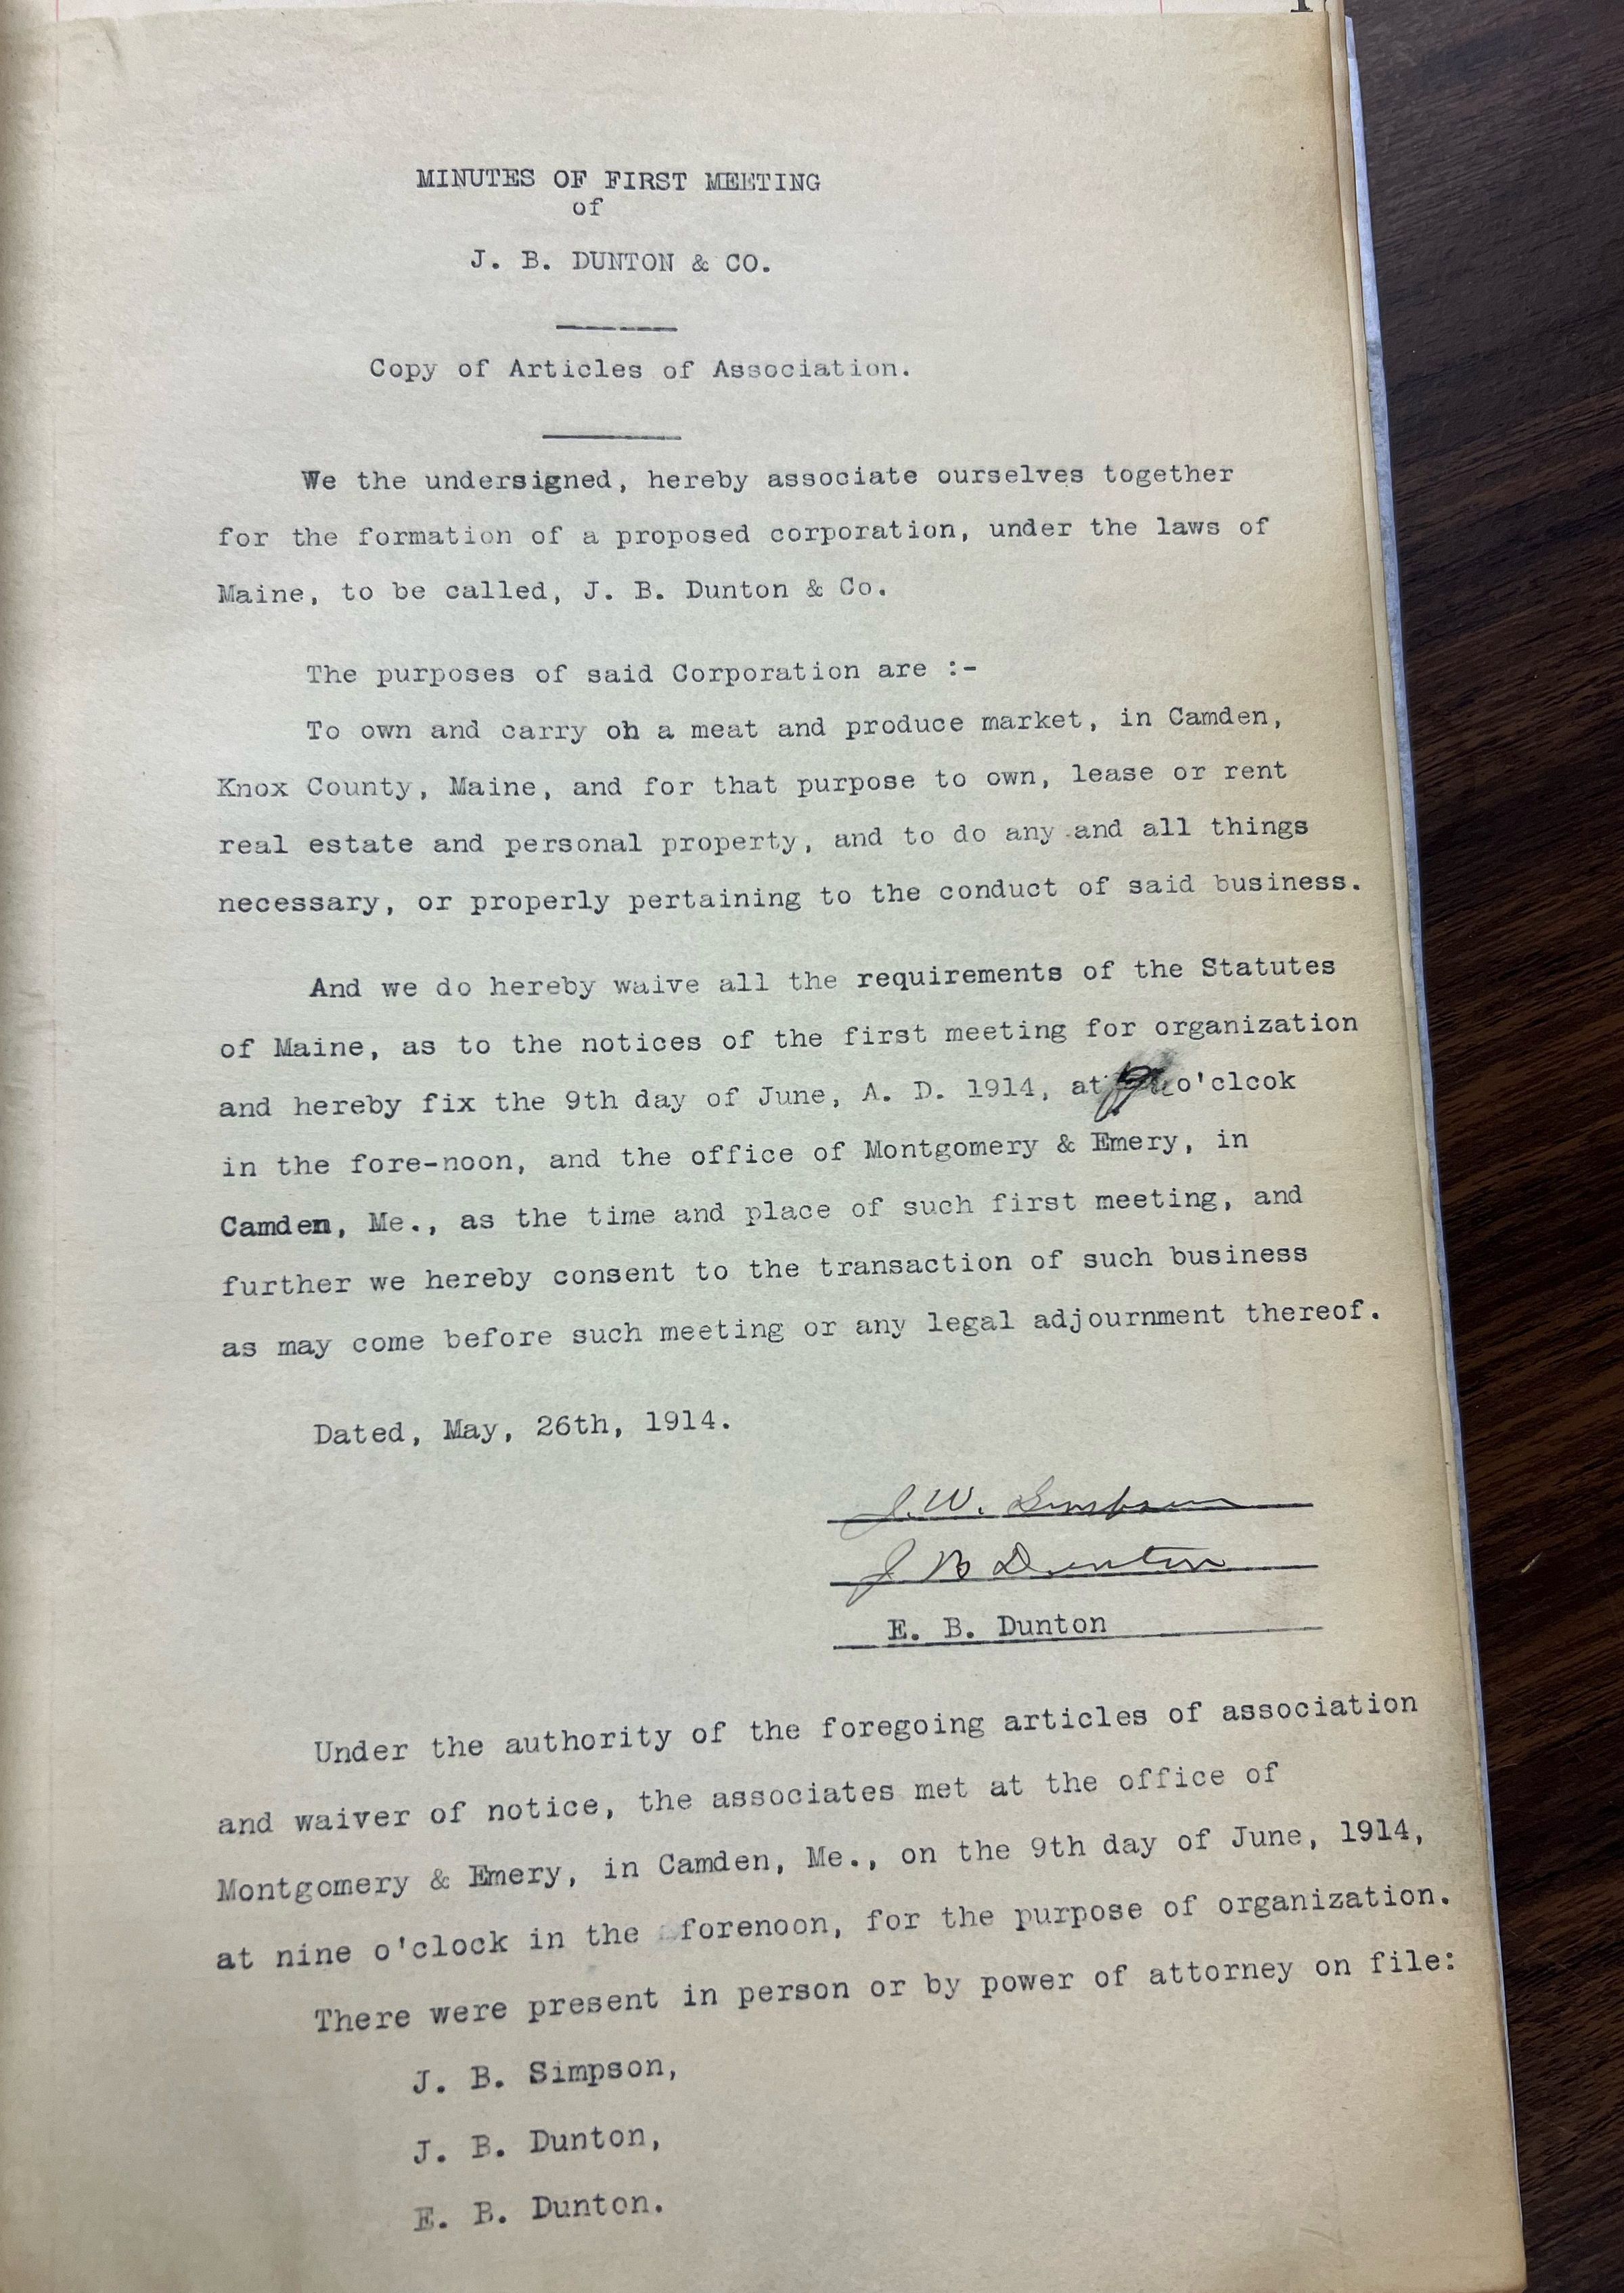 MINUTES OF FIRST MEETING
of
J. B. DUNTON & CO.
Copy of Articles of Association.
We the undersigned, hereby associate ourselves together
for the formation of a proposed corporation, under the laws of
Maine, to be called, J. B. Dunton & Co.
The purposes of said Corporation are :-
To own and carry on a meat and produce market, in Camden,
Knox County, Maine, and for that purpose to own, lease or rent
real estate and personal property, and to do any and all things
necessary, or properly pertaining to the conduct of said business.
And we do hereby waive all the requirements of the Statutes
of Maine, as to the notices of the first meeting for organization
and hereby fix the 9th day of June, A. D. 1914, at o'clcok
in the fore-noon, and the office of Montgomery & Emery, in
Camden, Me., as the time and place of such first meeting, and
further we hereby consent to the transaction of such business
as may come before such meeting or any legal adjournment thereof.
Dated, May, 26th, 1914.
J. W. Simpson
J B Dunton
E. B. Dunton
Under the authority of the foregoing articles of association
and waiver of notice, the associates met at the office of
Montgomery & Emery, in Camden, Me., on the 9th day of June, 1914,
at nine o'clock in the forenoon, for the purpose of organization.
There were present in person or by power of attorney on file:
J. B. Simpson,
J. B. Dunton,
E. B. Dunton.